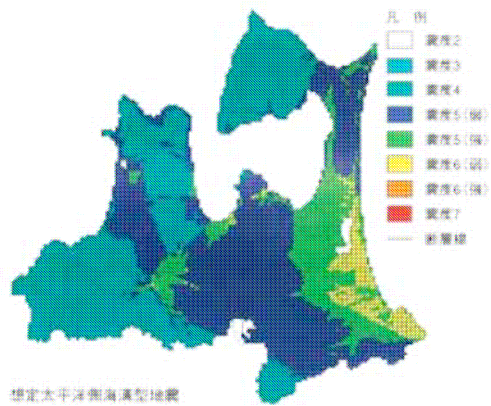 凡 例
震度2
震度3
震度4
震度5(弱)
震度5(強)
震度6(弱)
震度6(強)
震度7
断層線
想定太平洋側海溝型地震